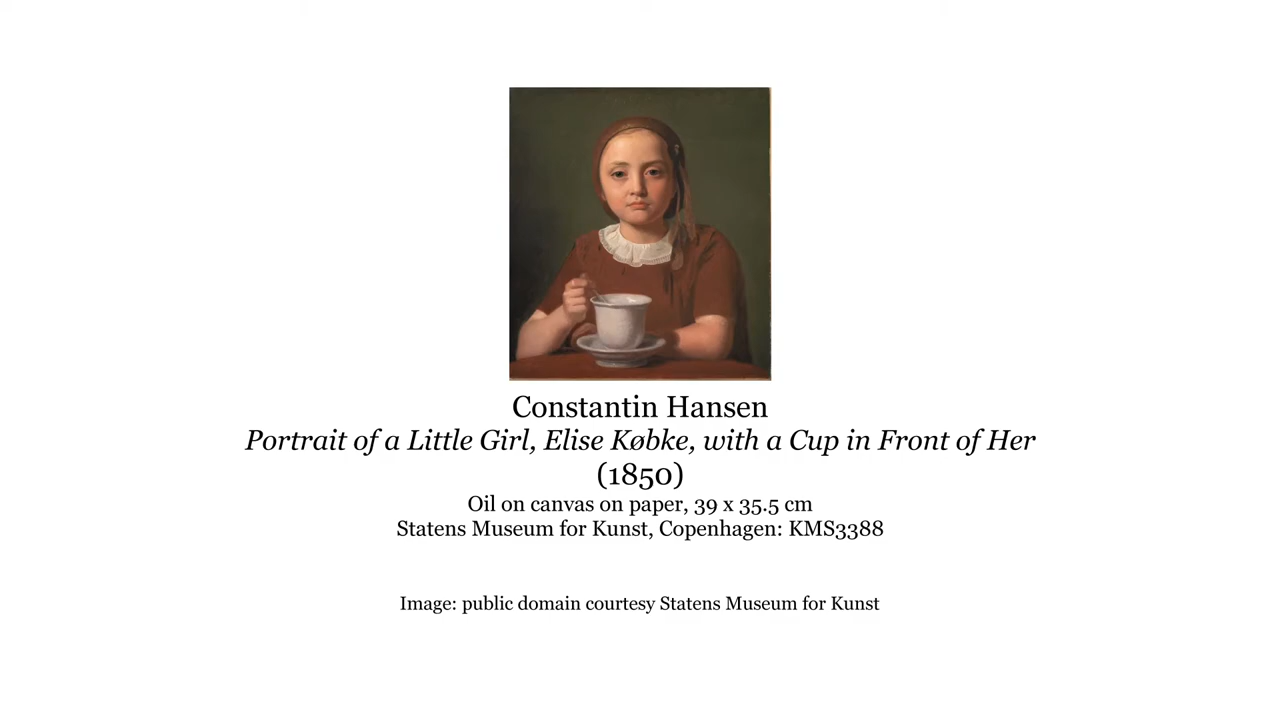 Constantin Hansen
Portrait of a Little Girl, Elise Købke, with a Cup in Front of Her
(1850)
Oil on canvas on paper, 39 x 35.5 cm
Statens Museum for Kunst, Copenhagen: KMS3388
Image: public domain courtesy Statens Museum for Kunst